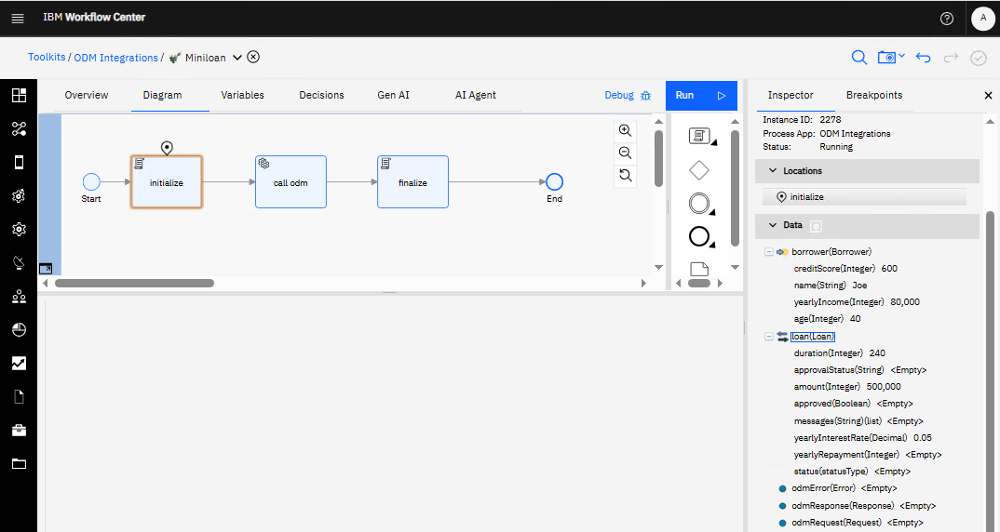 IBM Workflow Center
A
Toolkits / ODM Integrations / Miniloan
Overview Diagram Variables Decisions Gen AI AI Agent Debug Run
Inspector Breakpoints
Start initialize call odm finalize End
Instance ID: 2278
Process App: ODM Integrations
Status: Running
Locations
initialize
Data
borrower(Borrower)
creditScore(Integer) 600
name(String) Joe
yearlyIncome(Integer) 80,000
age(Integer) 40
loan(Loan)
duration(Integer) 240
approvalStatus(String) <Empty>
amount(Integer) 500,000
approved(Boolean) <Empty>
messages(String)(list) <Empty>
yearlyInterestRate(Decimal) 0.05
yearlyRepayment(Integer) <Empty>
status(statusType) <Empty>
odmError(Error) <Empty>
odmResponse(Response) <Empty>
odmRequest(Request) <Empty>